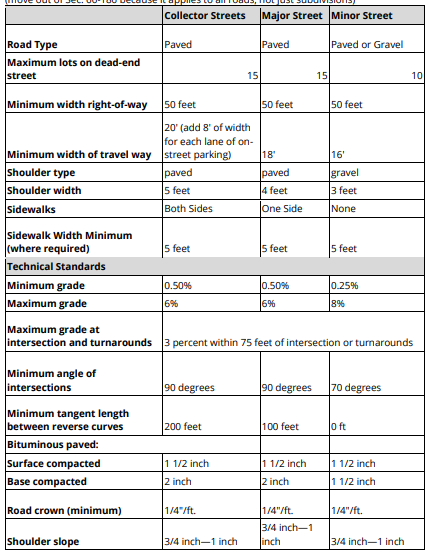 (move out of Sec. 60-180 because it applies to all roads, not just subdivisions)
Collector Streets Major Street Minor Street
Road Type Paved Paved Paved or Gravel
Maximum lots on dead-end
street 15 15 10
Minimum width right-of-way 50 feet 50 feet 50 feet
20' (add 8' of width
for each lane of on-
Minimum width of travel way street parking) 18' 16'
Shoulder type paved paved gravel
Shoulder width 5 feet 4 feet 3 feet
Sidewalks Both Sides One Side None
Sidewalk Width Minimum
(where required) 5 feet 5 feet 5 feet
Technical Standards
Minimum grade 0.50% 0.50% 0.25%
Maximum grade 6% 6% 8%
Maximum grade at
intersection and turnarounds 3 percent within 75 feet of intersection or turnarounds
Minimum angle of
intersections 90 degrees 90 degrees 70 degrees
Minimum tangent length
between reverse curves 200 feet 100 feet 0 ft
Bituminous paved:
Surface compacted 1 1/2 inch 1 1/2 inch 1 1/2 inch
Base compacted 2 inch 2 inch 1 1/2 inch
Road crown (minimum) 1/4"/ft. 1/4"/ft. 1/4"/ft.
3/4 inch—1
Shoulder slope 3/4 inch—1 inch inch 3/4 inch—1 inch